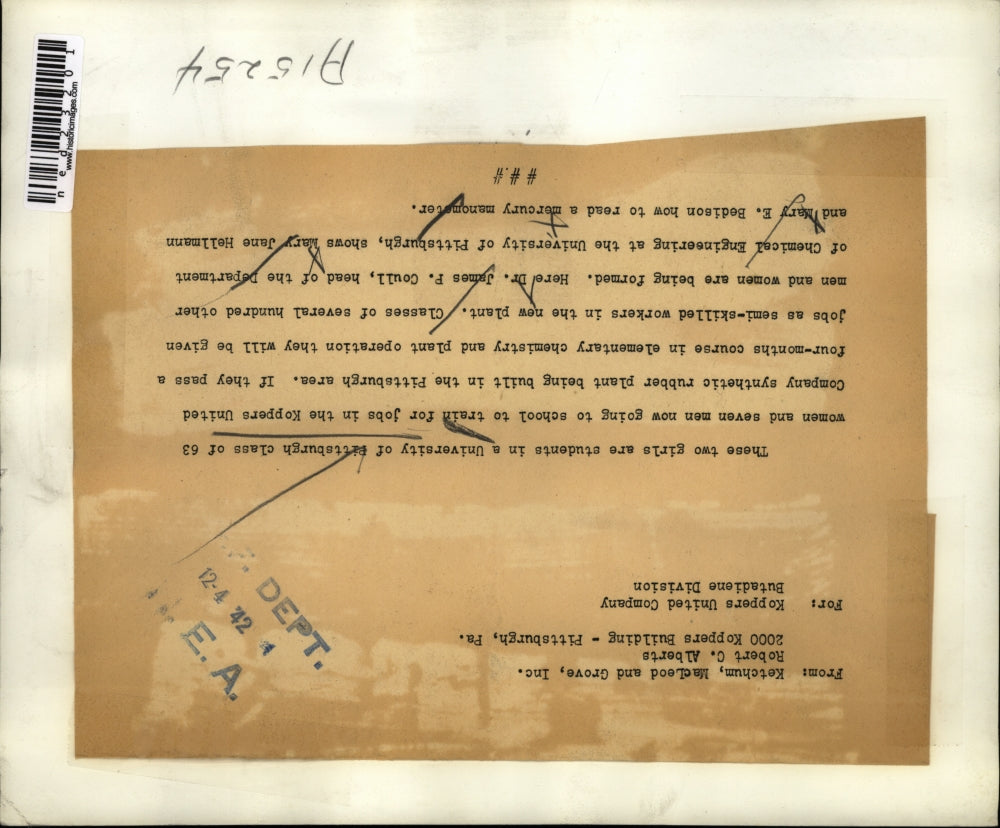 From: Ketchum, MacLeod and Grove, Inc.
Robert C. Alberts
2000 Koppers Building - Pittsburgh, Pa.
For: Koppers United Company
Butadiene Division
These two girls are students in a University of Pittsburgh class of 63
women and seven men now going to school to train for jobs in the Koppers United
Company synthetic rubber plant being built in the Pittsburgh area. If they pass a
four-months course in elementary chemistry and plant operation they will be given
jobs as semi-skilled workers in the new plant. Classes of several hundred other
men and women are being formed. Here Dr. James P. Coull, head of the Department
of Chemical Engineering at the University of Pittsburgh, shows Mary Jane Hellmann
and Mary E. Bedison how to read a mercury manometer.
###
DEPT.
12-4 42
E. A.
A15254
www.historicimages.com
ned23201